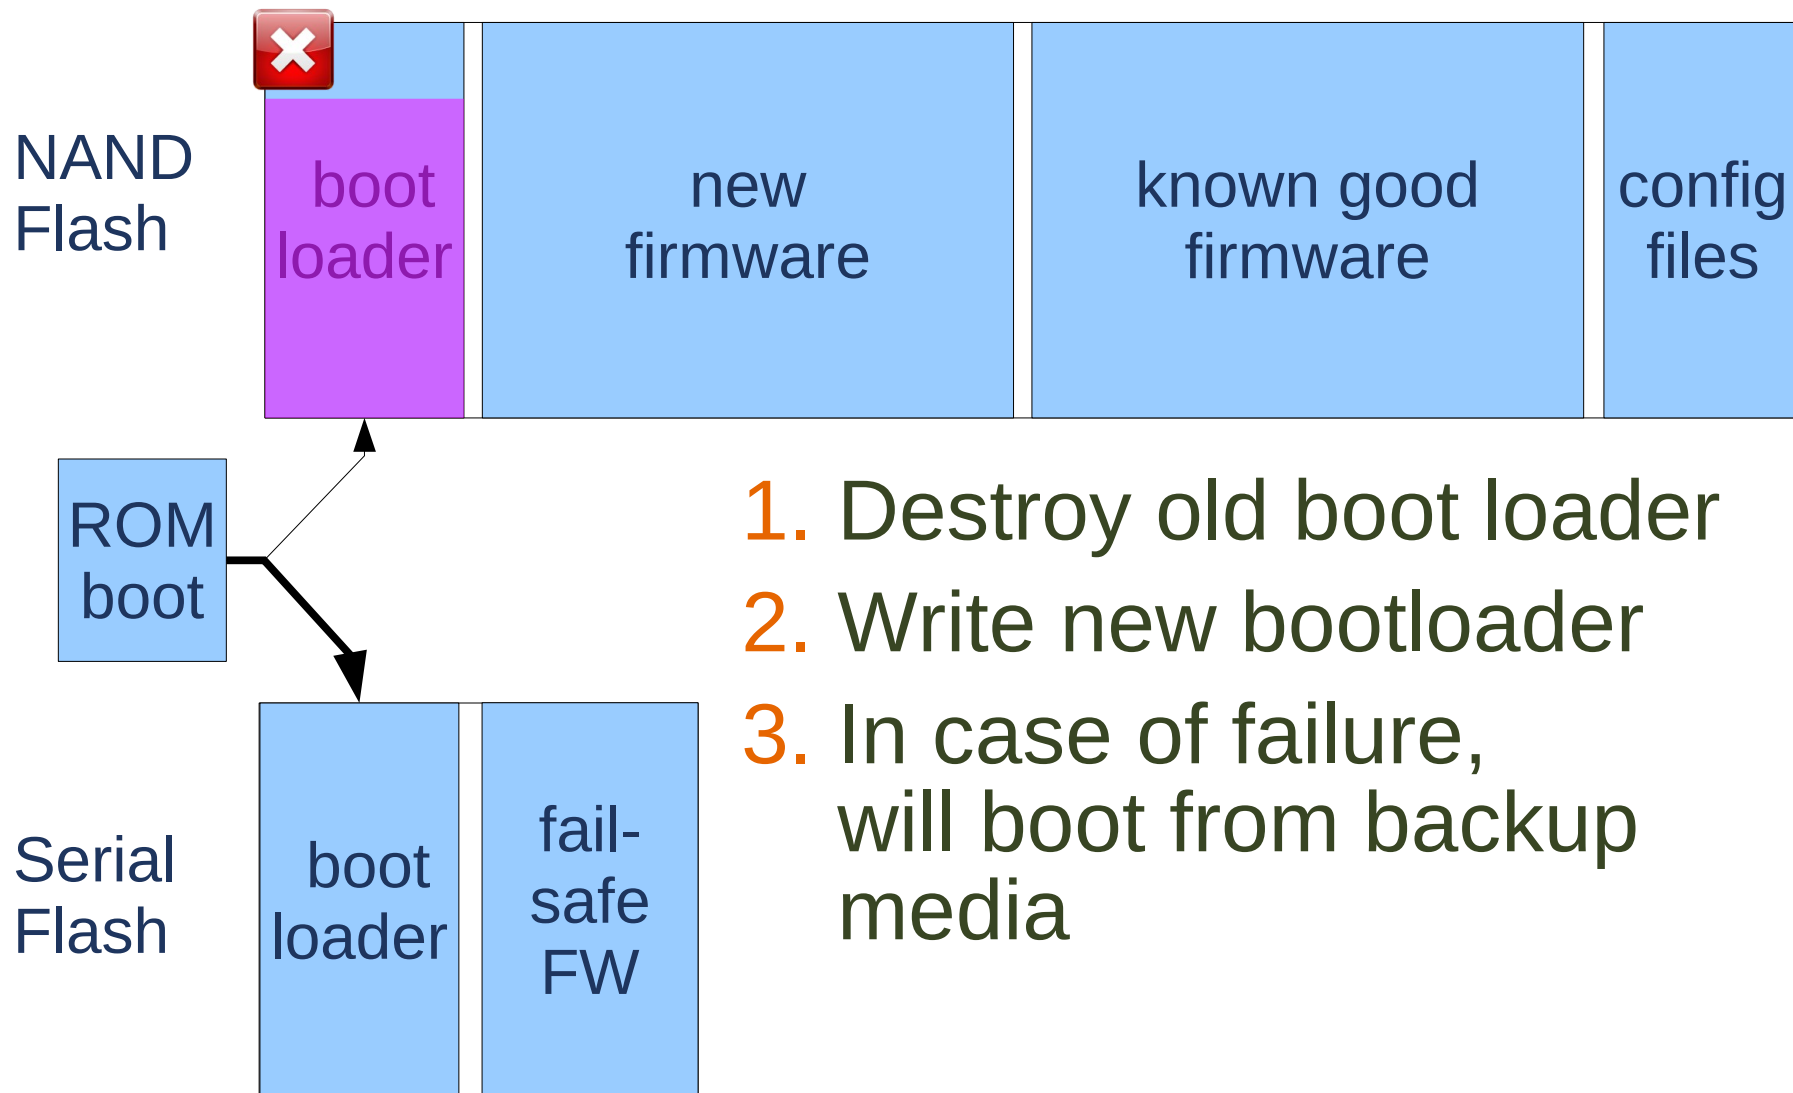 NAND
Flash
boot
loader
new
firmware
known good
firmware
config
files
ROM
boot
1. Destroy old boot loader
2. Write new bootloader
3. In case of failure,
will boot from backup
media
Serial
Flash
boot
loader
fail-
safe
FW